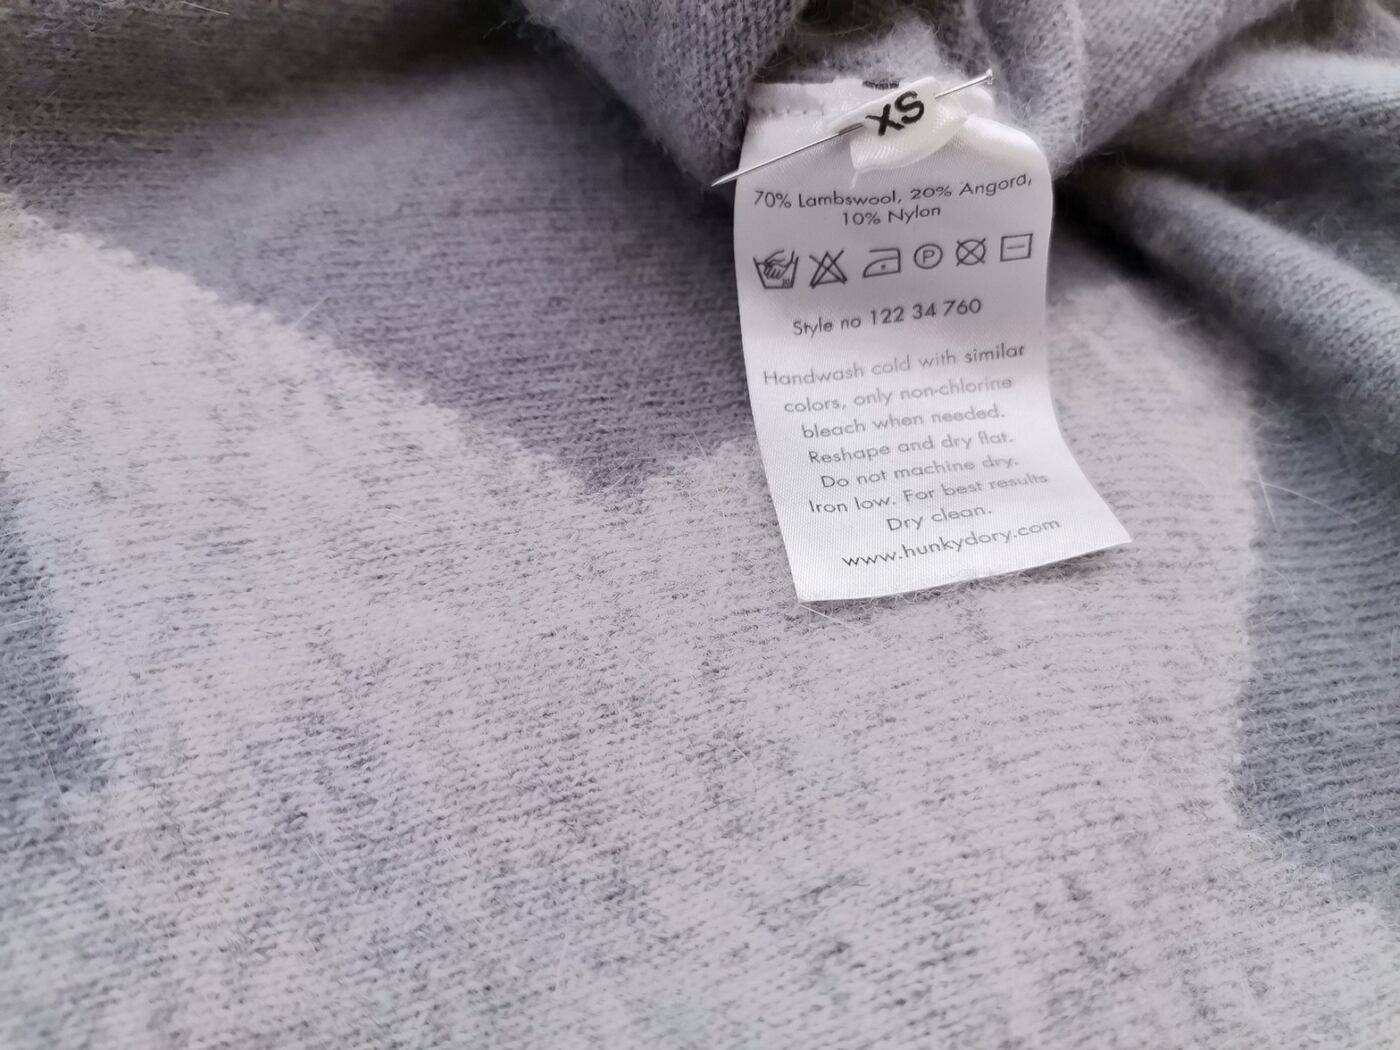 XS
70% Lambswool, 20% Angora,
10% Nylon
P
Style no 122 34 760
Handwash cold with similar
colors, only non-chlorine
bleach when needed.
Reshape and dry flat.
Do not machine dry.
Iron low. For best results
Dry clean.
www.hunkydory.com